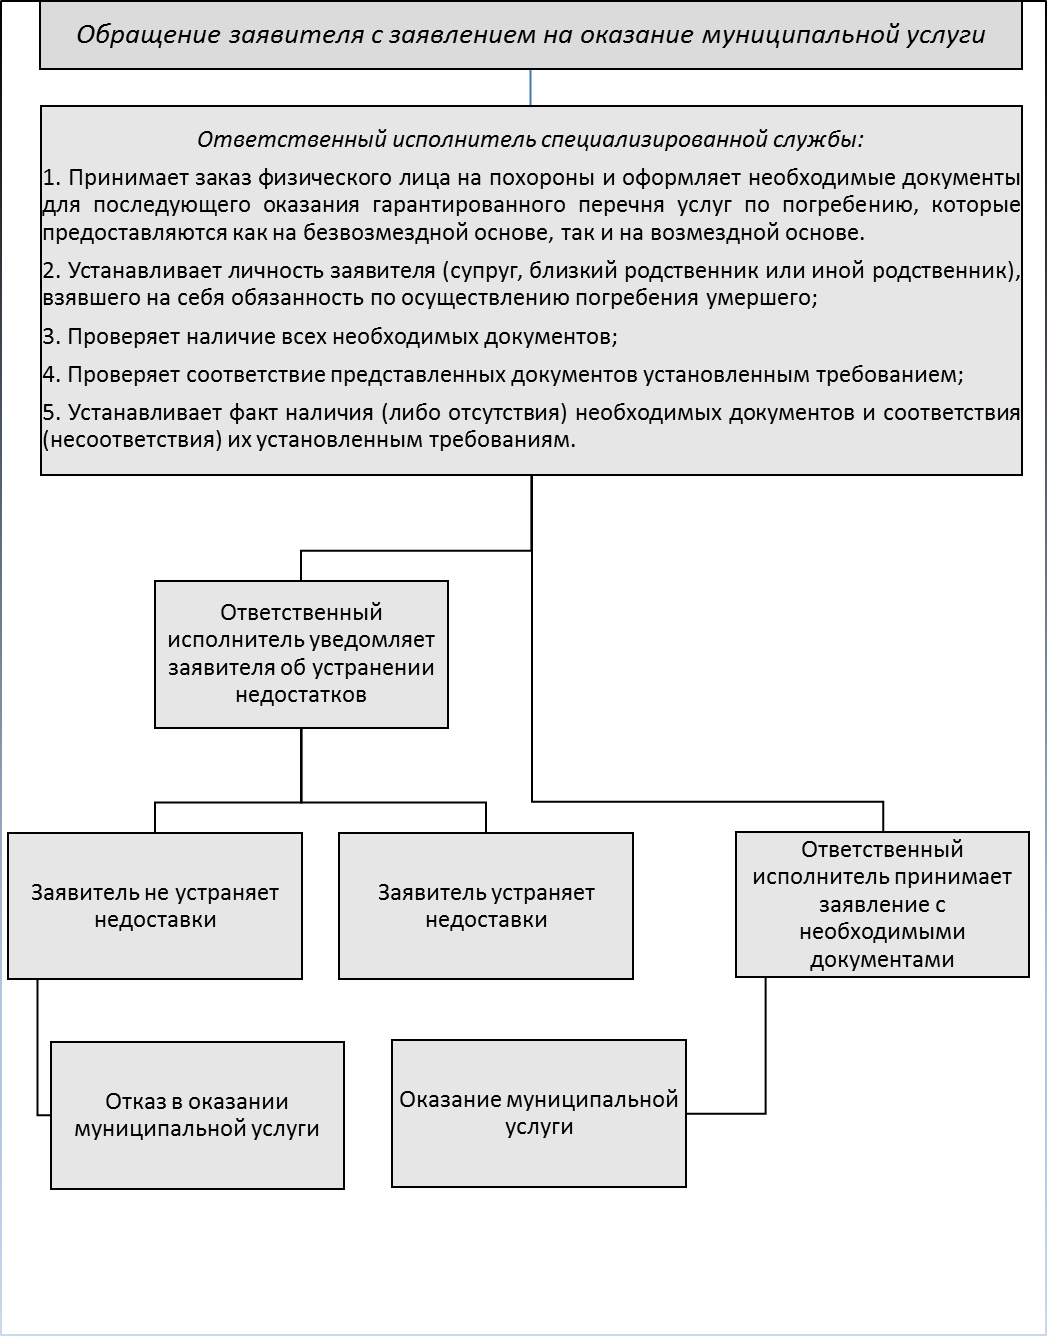 Обращение заявителя с заявлением на оказание муниципальной услуги
Ответственный исполнитель специализированной службы:
1. Принимает заказ физического лица на похороны и оформляет необходимые документы
для последующего оказания гарантированного перечня услуг по погребению, которые
предоставляются как на безвозмездной основе, так и на возмездной основе.
2. Устанавливает личность заявителя (супруг, близкий родственник или иной родственник),
взявшего на себя обязанность по осуществлению погребения умершего;
3. Проверяет наличие всех необходимых документов;
4. Проверяет соответствие представленных документов установленным требованием;
5. Устанавливает факт наличия (либо отсутствия) необходимых документов и соответствия
(несоответствия) их установленным требованиям.
Ответственный
исполнитель уведомляет
заявителя об устранении
недостатков
Заявитель не устраняет
недоставки
Заявитель устраняет
недоставки
Ответственный
исполнитель принимает
заявление с
необходимыми
документами
Отказ в оказании
муниципальной услуги
Оказание муниципальной
услуги